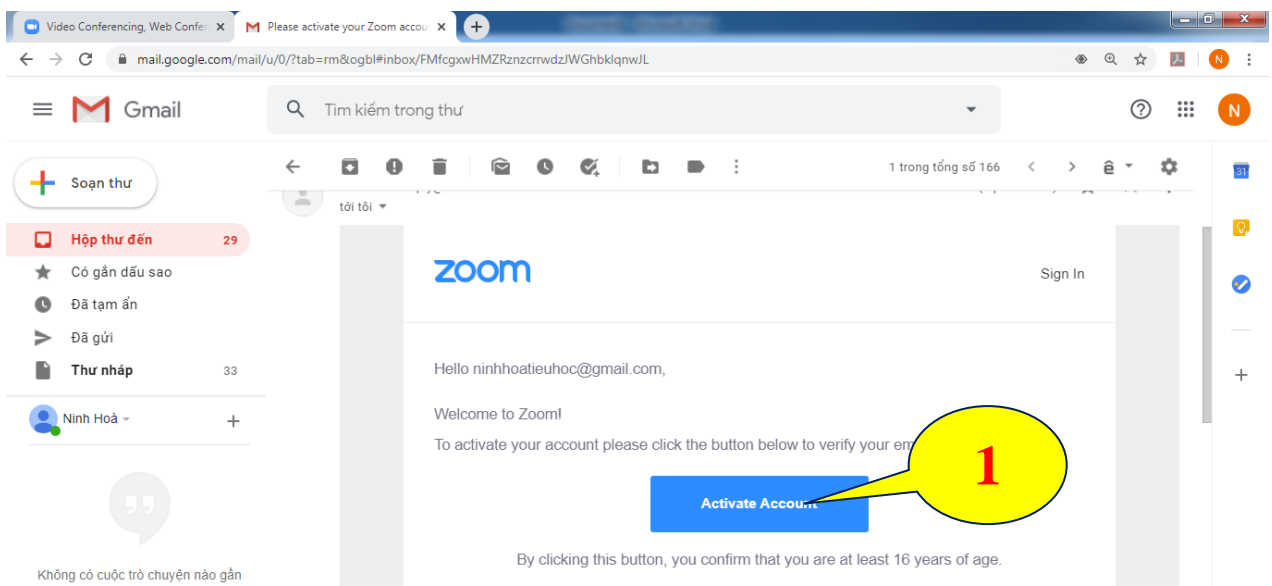 Video Conferencing, Web Confer
Please activate your Zoom accou
mail.google.com/mail/u/0/?tab=rm&ogbl#inbox/FMfcgxwHMZRznzcrrwdzJWGhbklqnwJL
N
Gmail
Tìm kiếm trong thư
N
Soạn thư
1 trong tổng số 166
ê
31
tới tôi
Hộp thư đến 29
Có gắn dấu sao
Đã tạm ẩn
Đã gửi
Thư nháp 33
Ninh Hoà
Không có cuộc trò chuyện nào gần
zoom
Sign In
Hello ninhhoatieuhoc@gmail.com,
Welcome to Zoom!
To activate your account please click the button below to verify your em
1
Activate Account
By clicking this button, you confirm that you are at least 16 years of age.